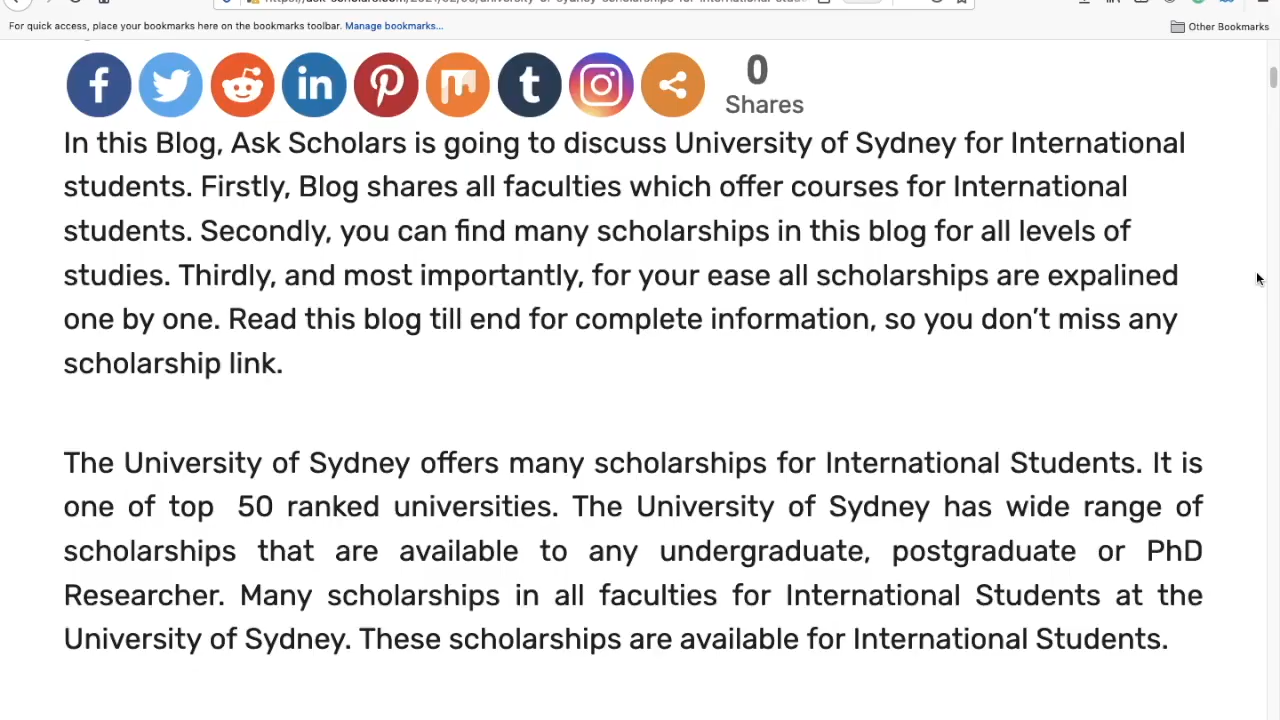 For quick access, place your bookmarks here on the bookmarks toolbar. Manage bookmarks...
Other Bookmarks
0
Shares
In this Blog, Ask Scholars is going to discuss University of Sydney for International
students. Firstly, Blog shares all faculties which offer courses for International
students. Secondly, you can find many scholarships in this blog for all levels of
studies. Thirdly, and most importantly, for your ease all scholarships are expalined
one by one. Read this blog till end for complete information, so you don’t miss any
scholarship link.
The University of Sydney offers many scholarships for International Students. It is
one of top 50 ranked universities. The University of Sydney has wide range of
scholarships that are available to any undergraduate, postgraduate or PhD
Researcher. Many scholarships in all faculties for International Students at the
University of Sydney. These scholarships are available for International Students.